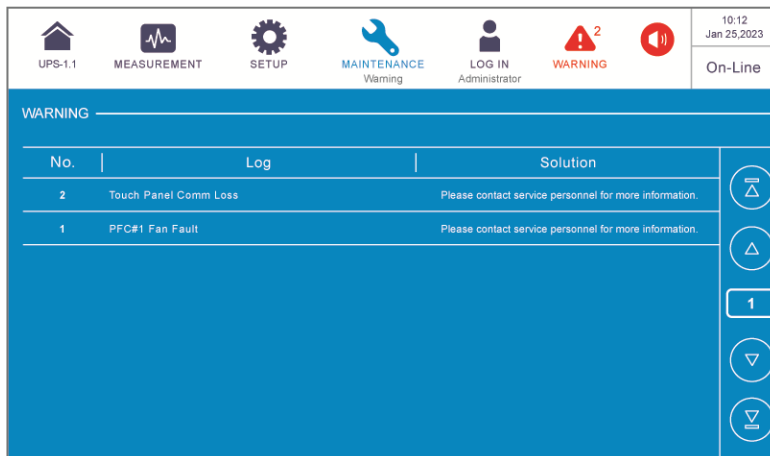 10:12
Jan 25,2023
UPS-1.1
MEASUREMENT
SETUP
MAINTENANCE
Warning
LOG IN
Administrator
2
WARNING
On-Line
WARNING
No. Log Solution
2 Touch Panel Comm Loss Please contact service personnel for more information.
1 PFC#1 Fan Fault Please contact service personnel for more information.
1